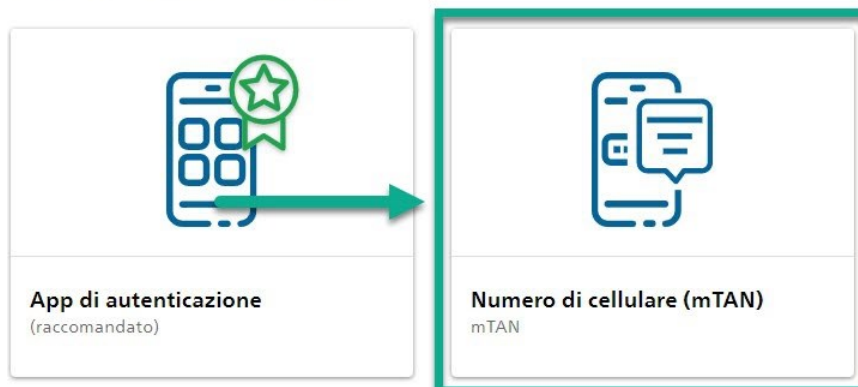 App di autenticazione
(raccomandato)
Numero di cellulare (mTAN)
mTAN